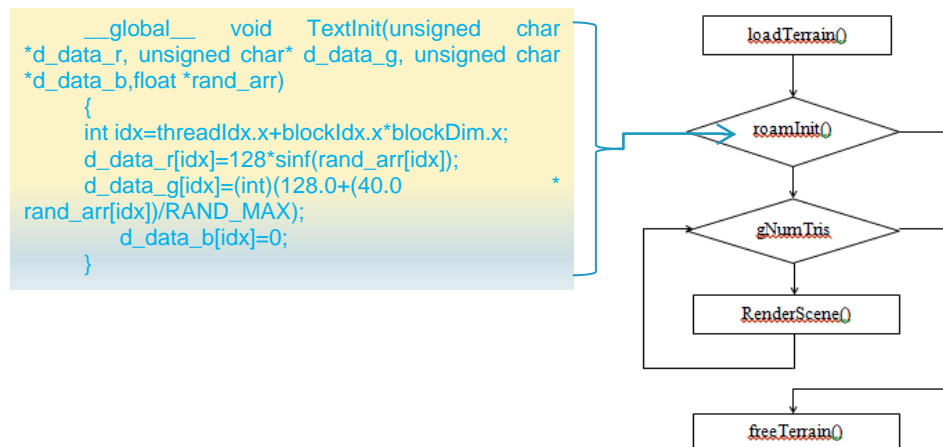 __global__ void TextInit(unsigned char
*d_data_r, unsigned char* d_data_g, unsigned char
*d_data_b,float *rand_arr)
{
int idx=threadIdx.x+blockIdx.x*blockDim.x;
d_data_r[idx]=128*sinf(rand_arr[idx]);
d_data_g[idx]=(int)(128.0+(40.0 *
rand_arr[idx])/RAND_MAX);
d_data_b[idx]=0;
}
loadTerrain()
roamInit()
gNumTris
RenderScene()
freeTerrain()